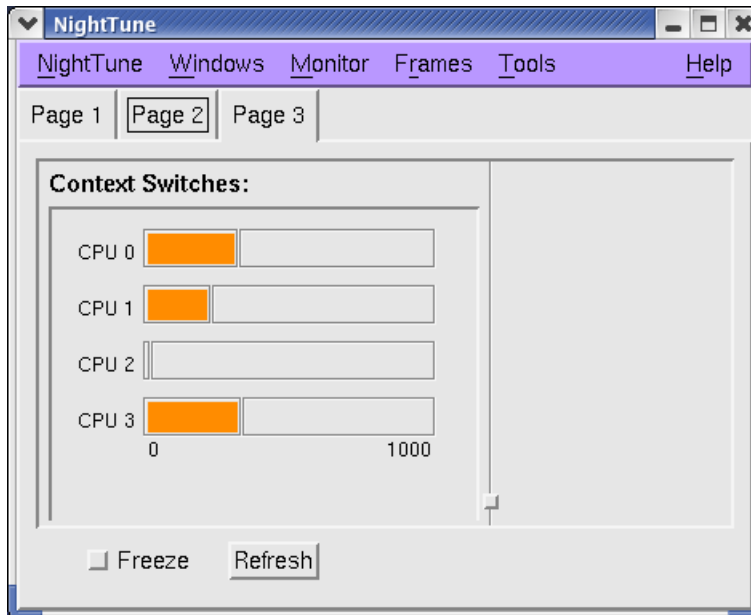 NightTune
NightTune Windows Monitor Frames Tools Help
Page 1 Page 2 Page 3
Context Switches:
CPU 0
CPU 1
CPU 2
CPU 3
0 1000
Freeze Refresh